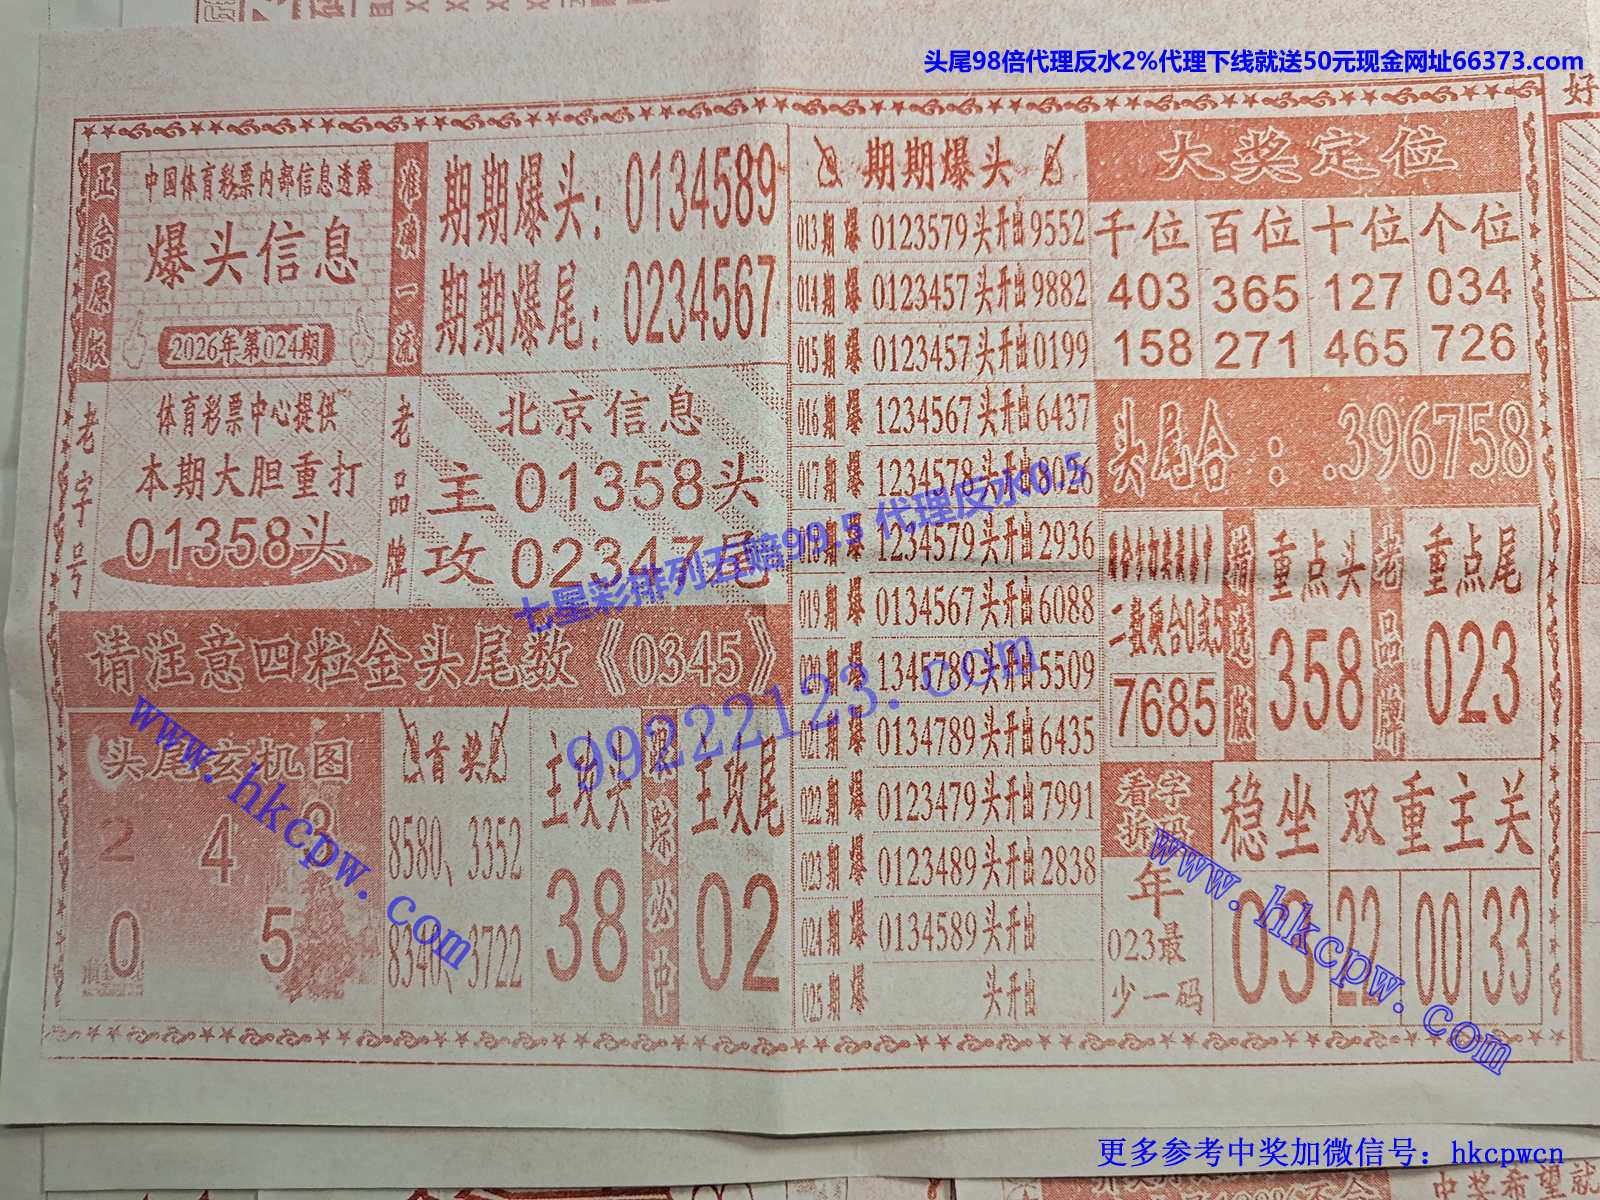 头尾98倍代理反水2%代理下线就送50元现金网址66373.com
好
正宗原版
中国体育彩票内部信息透露
爆头信息
2026年第024期
准确一流
期期爆头：0134589
期期爆尾：0234567
老字号
体育彩票中心提供
本期大胆重打
01358头
老品牌
北京信息
主01358头
攻02347尾
请注意四粒金头尾数《0345》
头尾玄机图
2
4
8
0
5
首奖
8580、3352
8340、3722
主攻头
38
跟踪必中
主攻尾
02
期期爆头
013期 爆 0123579头开出9552
014期 爆 0123457头开出9882
015期 爆 0123457头开出0199
016期 爆 1234567头开出6437
017期 爆 1234578头开出8026
018期 爆 1234579头开出2936
019期 爆 0134567头开出6088
020期 爆 1345789头开出5509
021期 爆 0134789头开出6435
022期 爆 0123479头开出7991
023期 爆 0123489头开出2838
024期 爆 0134589头开出
025期 爆 头开出
大奖定位
千位 百位 十位 个位
403 365 127 034
158 271 465 726
头尾合：.396758
二数頭合0或5
7685
精选版
重点头
358
老品牌
重点尾
023
看字拆码
年
023最
少一码
稳坐
03
22
双重主关
00
33
七星彩排列五赔99.5 代理反水0.5
99222123.com
www.hkcpw.com
www.hkcpw.com
更多参考中奖加微信号：hkcpwcn
中奖希望就